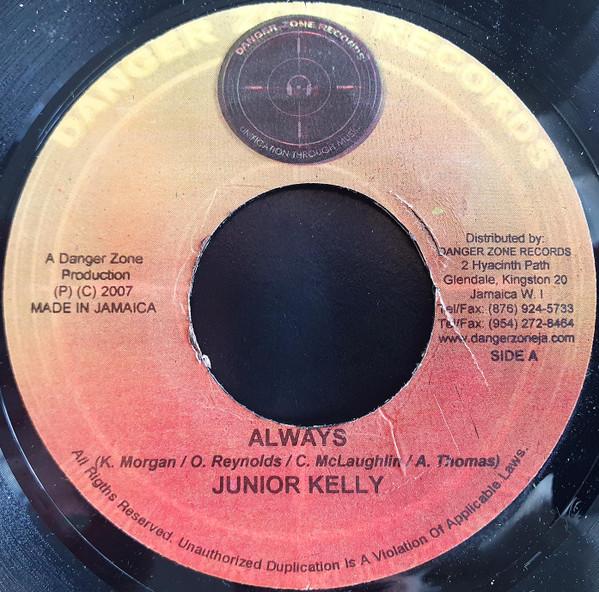 DANGER ZONE RECORDS
DANGER ZONE RECORDS
UNIFICATION THROUGH MUSIC
A Danger Zone
Production
(P) (C) 2007
MADE IN JAMAICA
Distributed by:
DANGER ZONE RECORDS
2 Hyacinth Path
Glendale, Kingston 20
Jamaica W. I
Tel/Fax: (876) 924-5733
Tel/Fax: (954) 272-8464
www.dangerzoneja.com
SIDE A
ALWAYS
(K. Morgan / O. Reynolds / C. McLaughlin / A. Thomas)
JUNIOR KELLY
All Rigths Reserved. Unauthorized Duplication Is A Violation Of Applicable Laws.